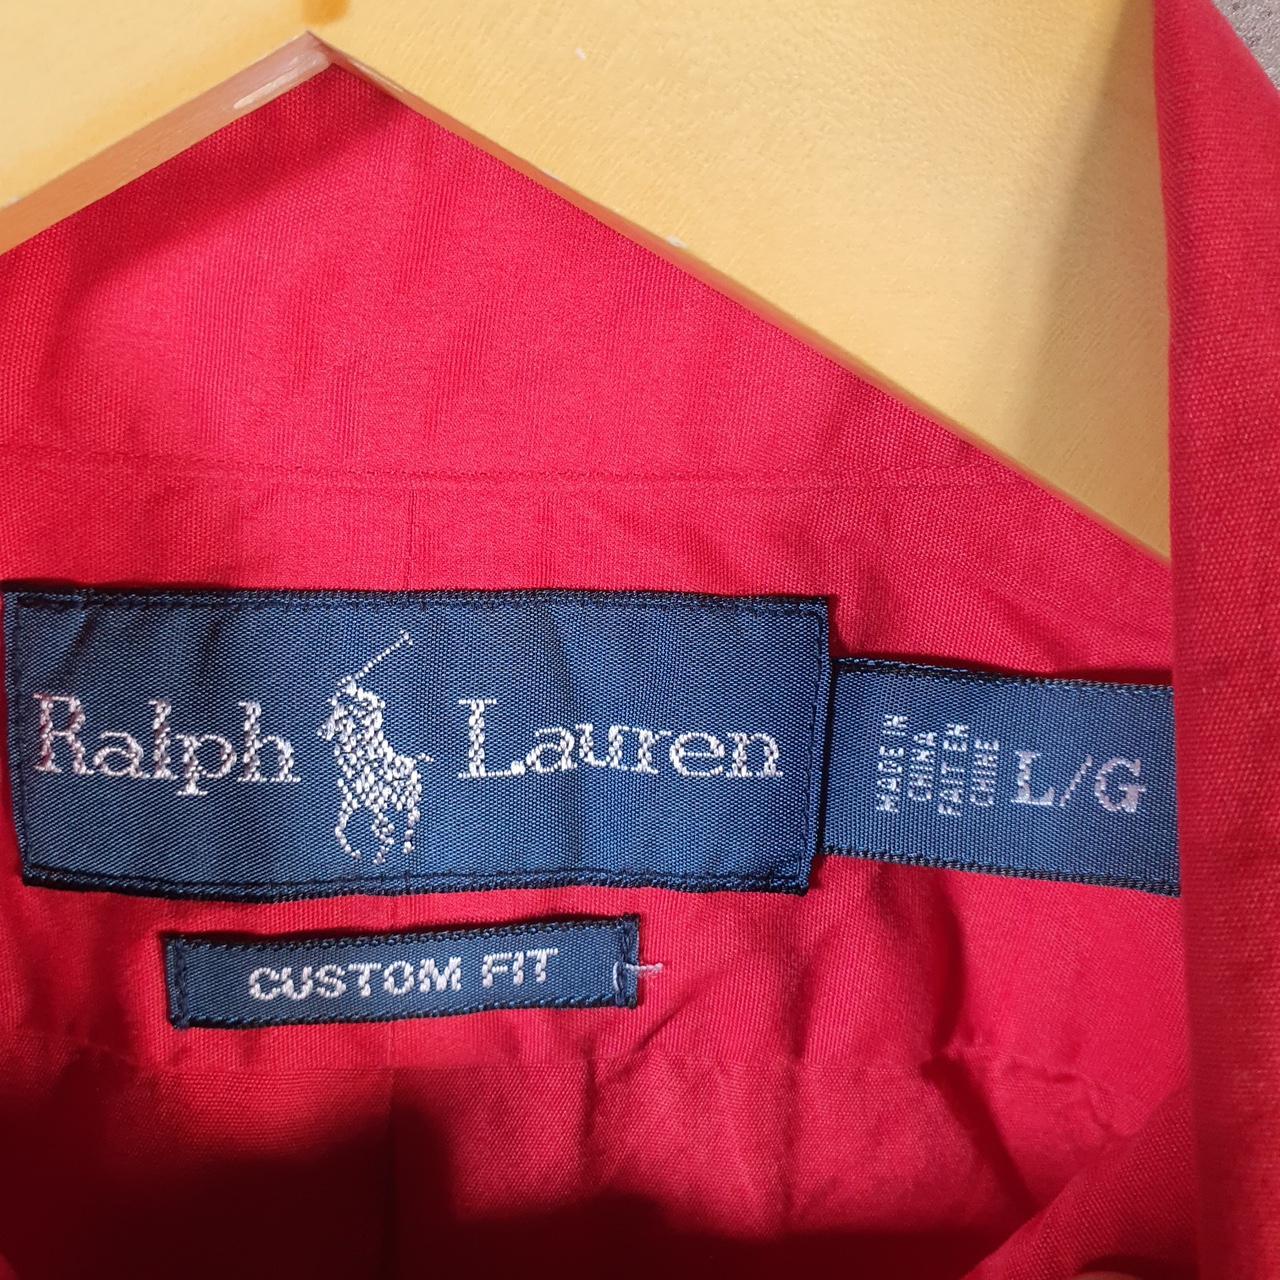 Ralph Lauren
MADE IN
CHINA
FAIT EN
CHINE
L/G
CUSTOM FIT